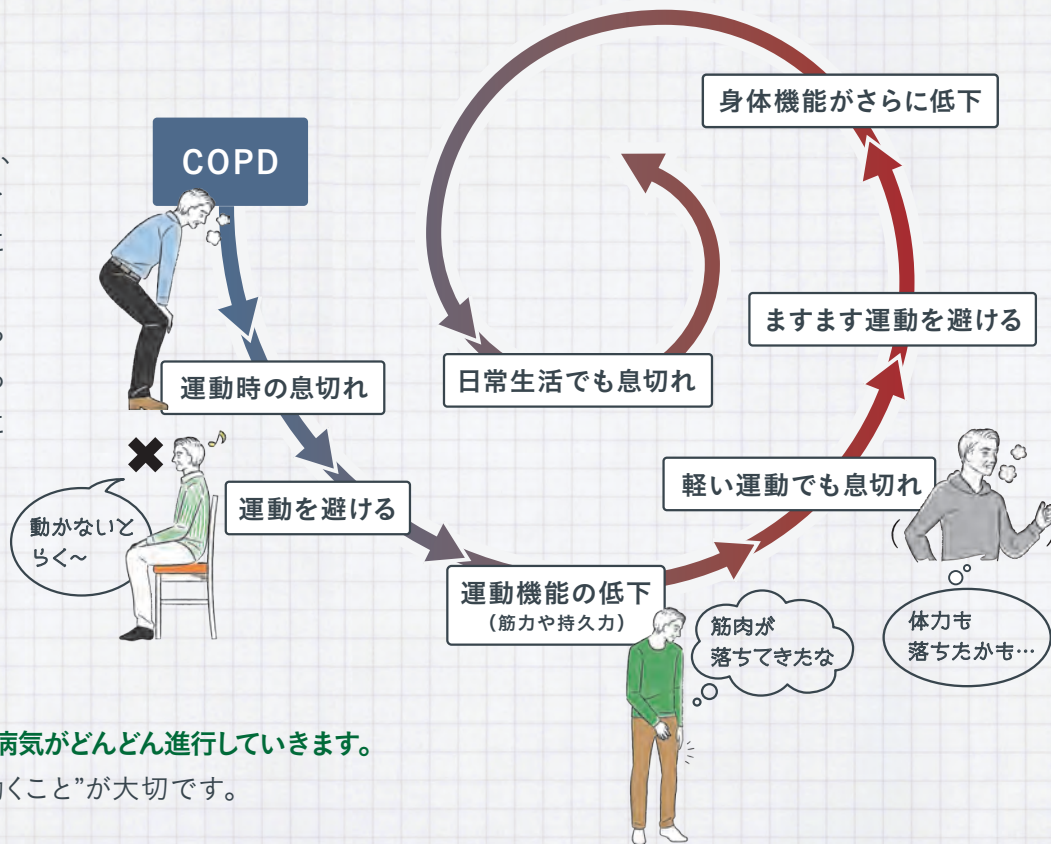 COPD
運動時の息切れ
動かないと
らく〜
運動を避ける
運動機能の低下
(筋力や持久力)
筋肉が
落ちてきたな
軽い運動でも息切れ
体力も
落ちたかも…
ますます運動を避ける
身体機能がさらに低下
日常生活でも息切れ
病気がどんどん進行していきます。
くこと”が大切です。